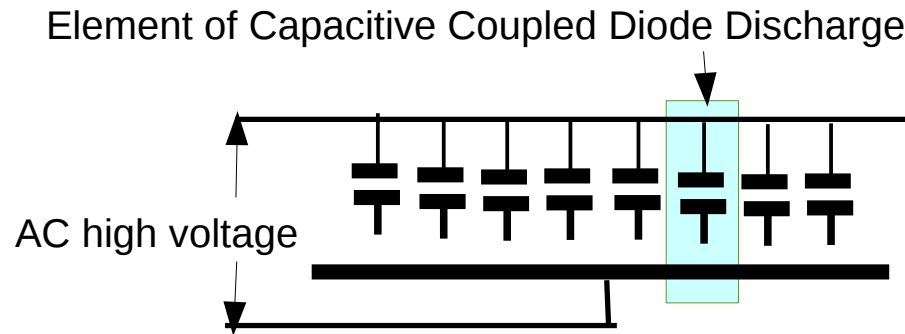 Element of Capacitive Coupled Diode Discharge
AC high voltage